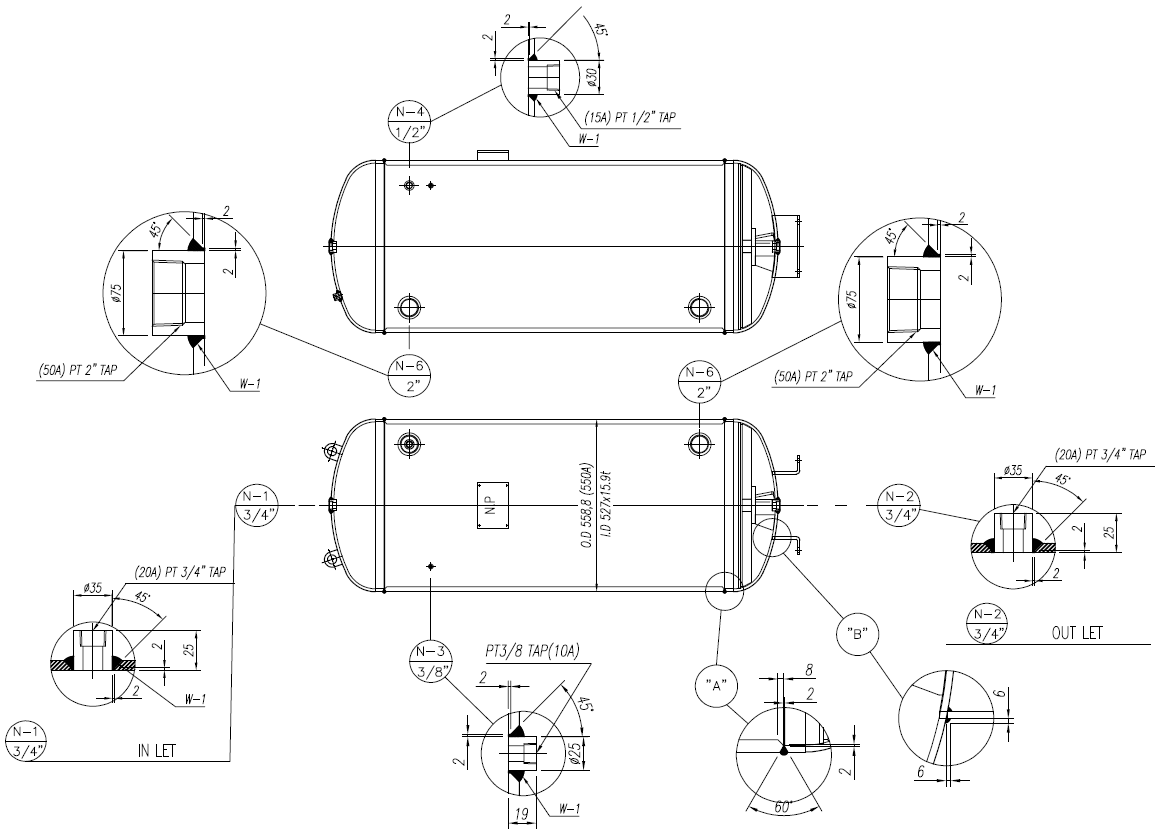 2
45°
2
ø30
(15A) PT 1/2" TAP
W-1
N-4
1/2"
2
45°
2
ø75
(50A) PT 2" TAP
W-1
N-6
2"
N-6
2"
2
45°
2
ø75
(50A) PT 2" TAP
W-1
N.P
O.D 558,8 (550A)
I.D 527x15.9t
N-1
3/4"
N-2
3/4"
(20A) PT 3/4" TAP
ø35
45°
2
25
2
N-2
3/4"
OUT LET
(20A) PT 3/4" TAP
ø35
45°
2
25
2
W-1
N-1
3/4"
IN LET
N-3
3/8"
PT3/8 TAP(10A)
2
45°
2
ø25
19
W-1
"A"
8
2
2
60°
"B"
6
6